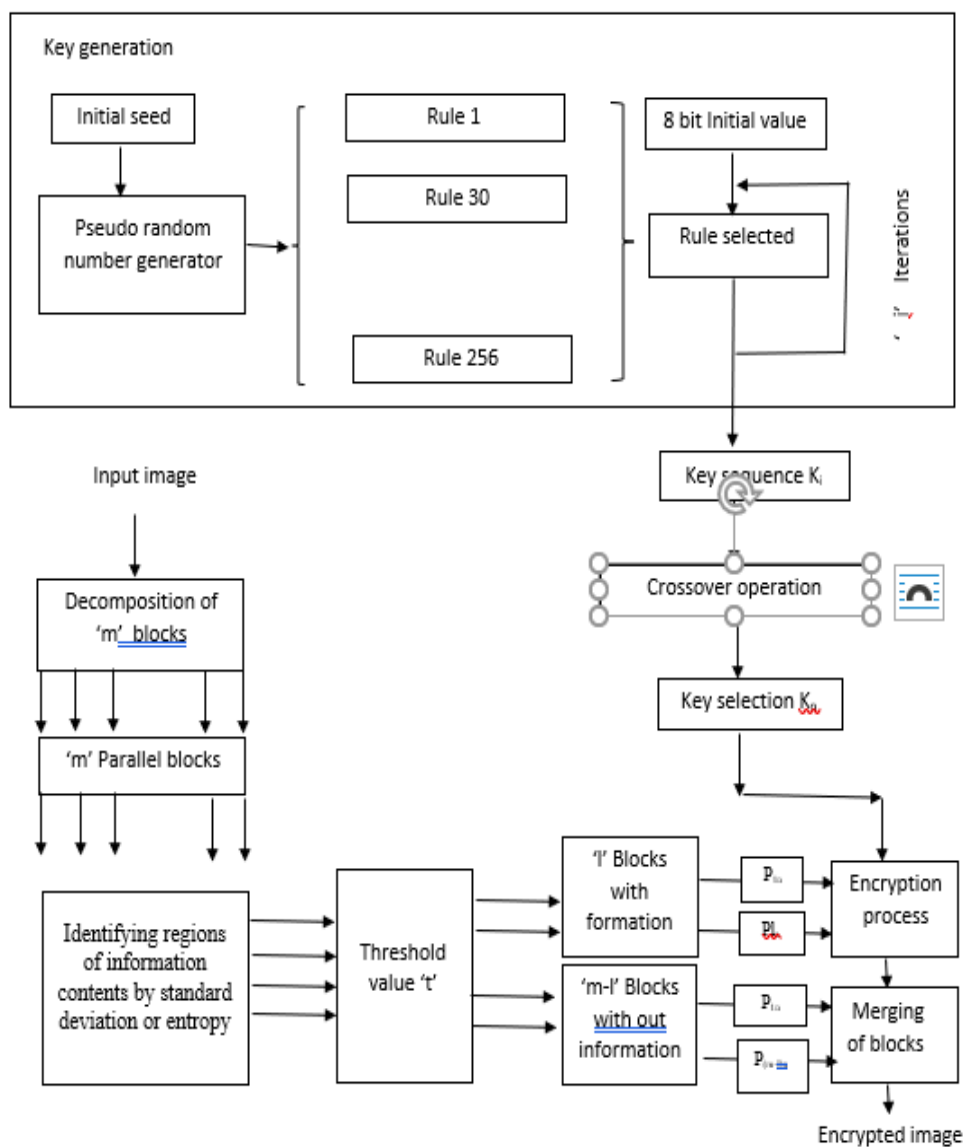 Key generation
Initial seed
Pseudo random
number generator
Rule 1
Rule 30
Rule 256
8 bit Initial value
Rule selected
Iterations
Key sequence Ki
Crossover operation
Key selection
Input image
Decomposition of
‘m’ blocks
‘m’ Parallel blocks
Identifying regions
of information
contents by standard
deviation or entropy
Threshold
value ‘t’
‘l’ Blocks
with
formation
‘m-l’ Blocks
with out
information
P
P
P
Encryption
process
Merging
of blocks
Encrypted image